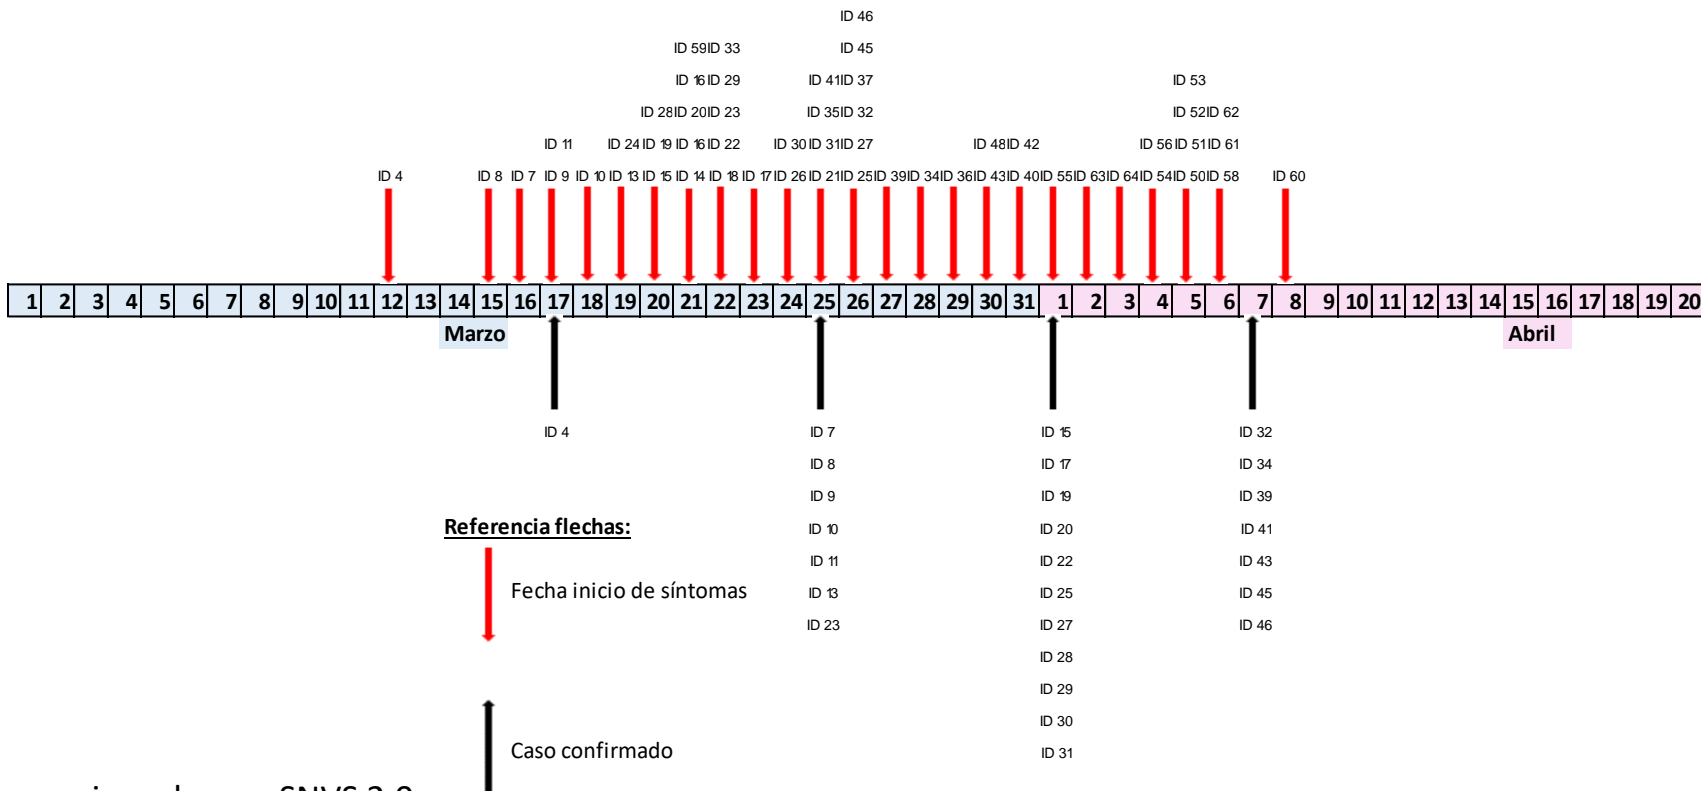 ID 46
ID 59 ID 33 ID 45
ID 16 ID 29 ID 41 ID 37 ID 53
ID 28 ID 20 ID 23 ID 35 ID 32 ID 52 ID 62
ID 11 ID 24 ID 19 ID 16 ID 22 ID 30 ID 31 ID 27 ID 48 ID 42 ID 56 ID 51 ID 61
ID 4 ID 8 ID 7 ID 9 ID 10 ID 13 ID 15 ID 14 ID 18 ID 17 ID 26 ID 21 ID 25 ID 39 ID 34 ID 36 ID 43 ID 40 ID 55 ID 63 ID 64 ID 54 ID 50 ID 58 ID 60
1 2 3 4 5 6 7 8 9 10 11 12 13 14 15 16 17 18 19 20 21 22 23 24 25 26 27 28 29 30 31 1 2 3 4 5 6 7 8 9 10 11 12 13 14 15 16 17 18 19 20
Marzo Abril
ID 4 ID 7 ID 15 ID 32
ID 8 ID 17 ID 34
ID 9 ID 19 ID 39
Referencia flechas:
ID 10 ID 20 ID 41
ID 11 ID 22 ID 43
Fecha inicio de síntomas
ID 13 ID 25 ID 45
ID 23 ID 27 ID 46
ID 28
ID 29
ID 30
Caso confirmado
ID 31